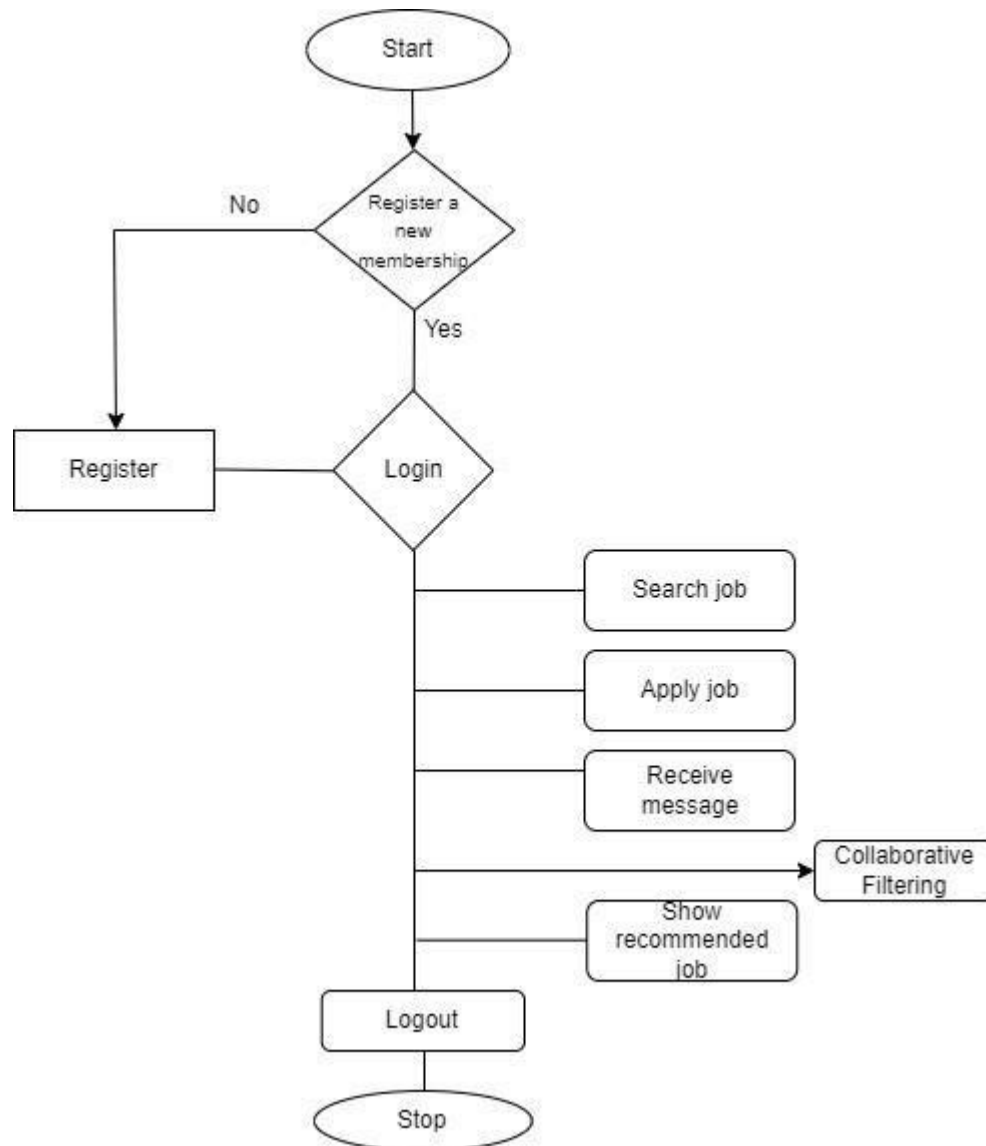 Start
Register a
new
membership
No
Yes
Register
Login
Search job
Apply job
Receive
message
Collaborative
Filtering
Show
recommended
job
Logout
Stop